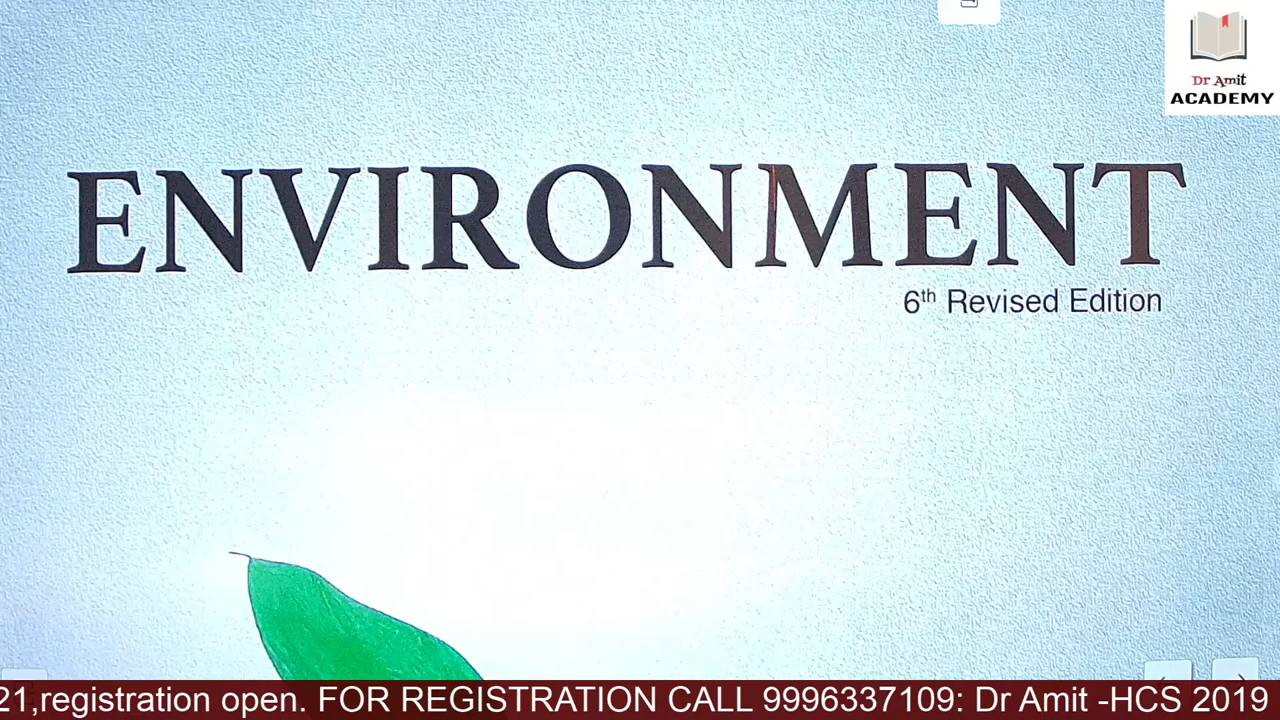 Dr Amit
ACADEMY
ENVIRONMENT
6th Revised Edition
21,registration open. FOR REGISTRATION CALL 9996337109: Dr Amit -HCS 2019